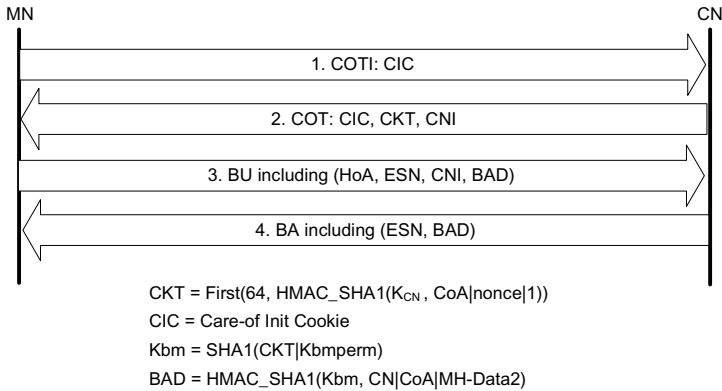 MN CN
1. COTI: CIC
2. COT: CIC, CKT, CNI
3. BU including (HoA, ESN, CNI, BAD)
4. BA including (ESN, BAD)
CKT = First(64, HMAC_SHA1(K_CN , CoA|nonce|1))
CIC = Care-of Init Cookie
Kbm = SHA1(CKT|Kbmperm)
BAD = HMAC_SHA1(Kbm, CN|CoA|MH-Data2)